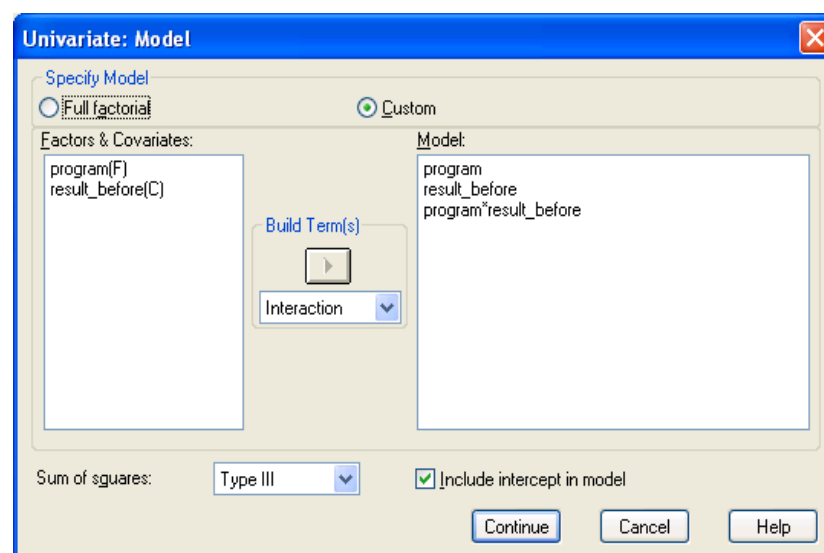 Univariate: Model
Specify Model
Full factorial
Custom
Factors & Covariates:
Model:
program(F)
result_before(C)
program
result_before
program*result_before
Build Term(s)
Interaction
Sum of squares:
Type III
Include intercept in model
Continue
Cancel
Help